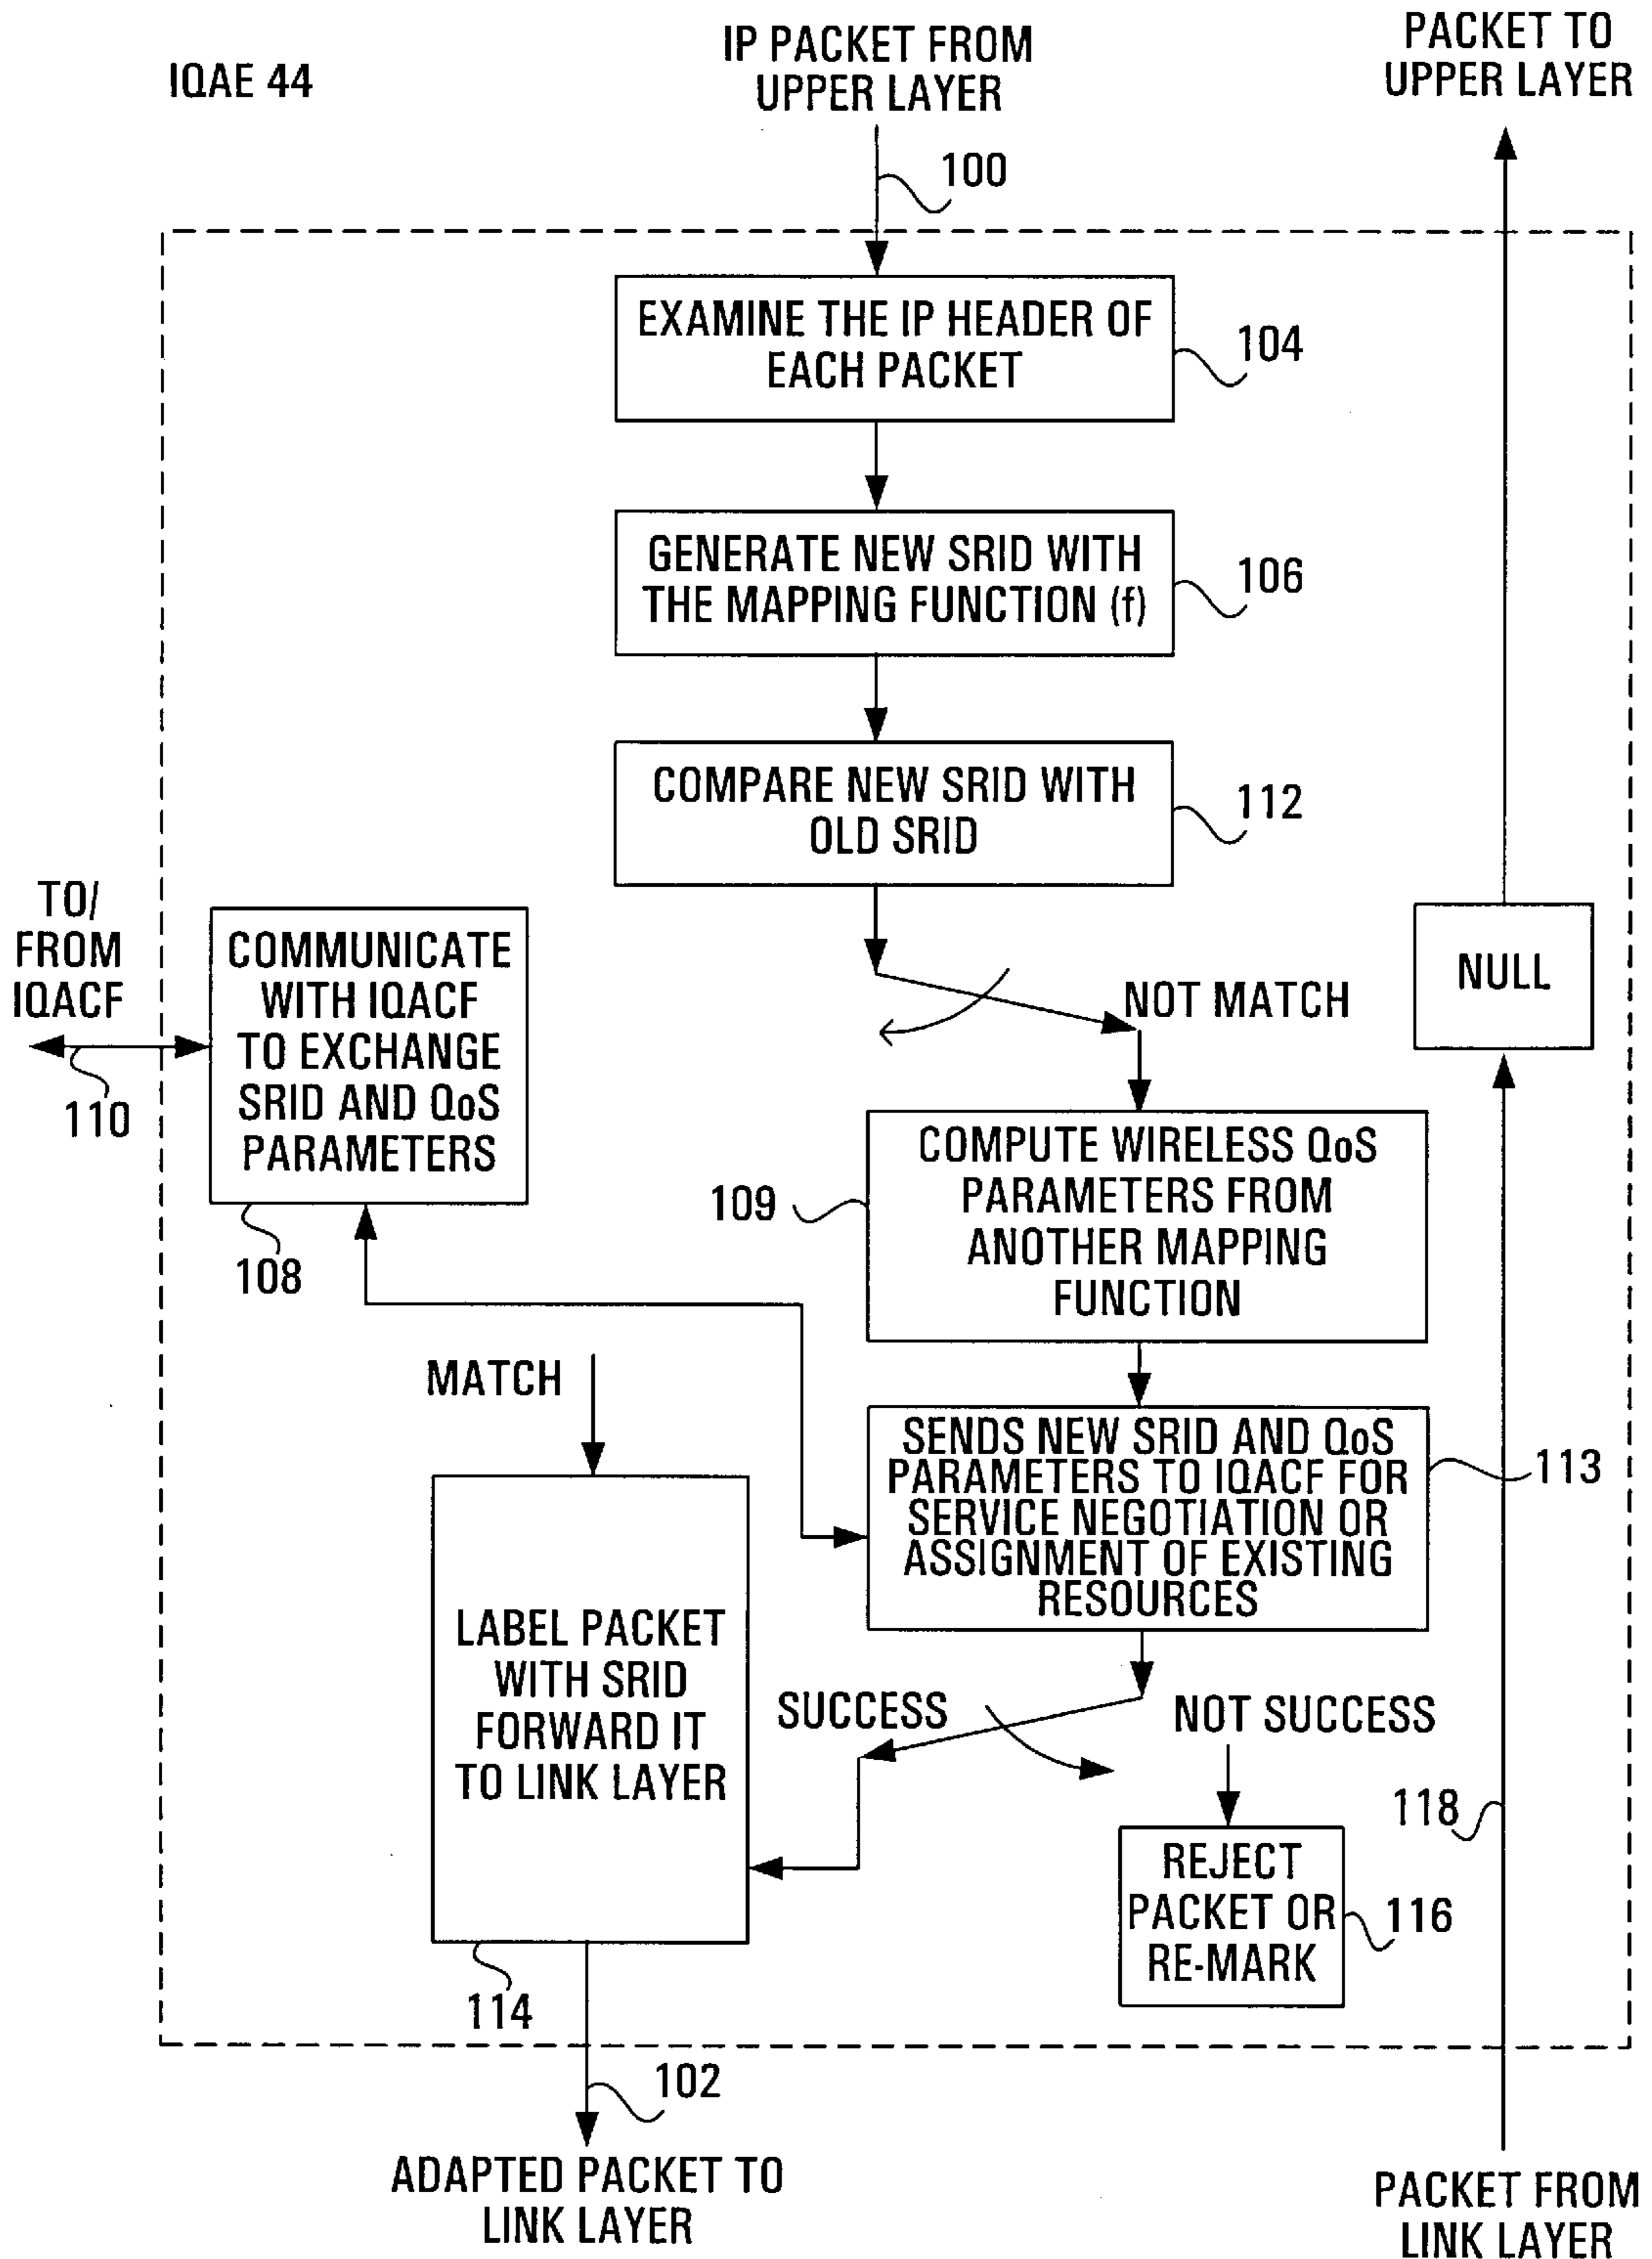 IQAE 44
IP PACKET FROM
UPPER LAYER
PACKET TO
UPPER LAYER
100
EXAMINE THE IP HEADER OF
EACH PACKET
104
GENERATE NEW SRID WITH
THE MAPPING FUNCTION (f)
106
COMPARE NEW SRID WITH
OLD SRID
112
TO/
FROM
IQACF
110
COMMUNICATE
WITH IQACF
TO EXCHANGE
SRID AND QoS
PARAMETERS
108
NOT MATCH
NULL
COMPUTE WIRELESS QoS
PARAMETERS FROM
ANOTHER MAPPING
FUNCTION
109
MATCH
SENDS NEW SRID AND QoS
PARAMETERS TO IQACF FOR
SERVICE NEGOTIATION OR
ASSIGNMENT OF EXISTING
RESOURCES
113
LABEL PACKET
WITH SRID
FORWARD IT
TO LINK LAYER
114
SUCCESS
NOT SUCCESS
118
REJECT
PACKET OR
RE-MARK
116
102
ADAPTED PACKET TO
LINK LAYER
PACKET FROM
LINK LAYER